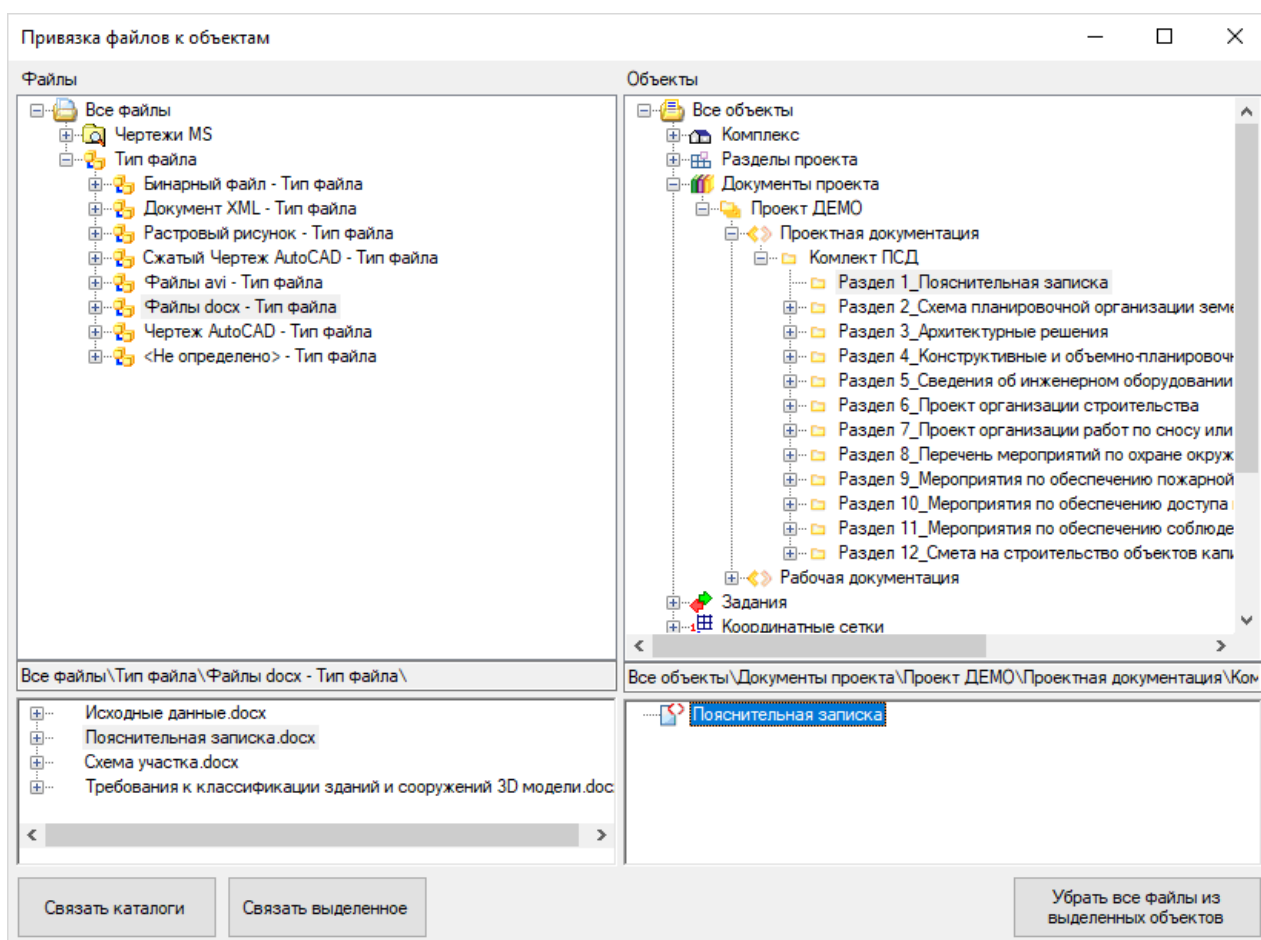 Привязка файлов к объектам
Файлы
Все файлы
Чертежи MS
Тип файла
Бинарный файл - Тип файла
Документ XML - Тип файла
Растровый рисунок - Тип файла
Сжатый Чертеж AutoCAD - Тип файла
Файлы avi - Тип файла
Файлы docx - Тип файла
Чертеж AutoCAD - Тип файла
<Не определено> - Тип файла
Все файлы\Тип файла\Файлы docx - Тип файла\
Исходные данные.docx
Пояснительная записка.docx
Схема участка.docx
Требования к классификации зданий и сооружений 3D модели.doc
Объекты
Все объекты
Комплекс
Разделы проекта
Документы проекта
Проект ДЕМО
Проектная документация
Комлект ПСД
Раздел 1_Пояснительная записка
Раздел 2_Схема планировочной организации земе
Раздел 3_Архитектурные решения
Раздел 4_Конструктивные и объемно-планировочн
Раздел 5_Сведения об инженерном оборудовании
Раздел 6_Проект организации строительства
Раздел 7_Проект организации работ по сносу или
Раздел 8_Перечень мероприятий по охране окруж
Раздел 9_Мероприятия по обеспечению пожарной
Раздел 10_Мероприятия по обеспечению доступа
Раздел 11_Мероприятия по обеспечению соблюде
Раздел 12_Смета на строительство объектов капи
Рабочая документация
Задания
Координатные сетки
Все объекты\Документы проекта\Проект ДЕМО\Проектная документация\Ком
Пояснительная записка
Связать каталоги
Связать выделенное
Убрать все файлы из
выделенных объектов